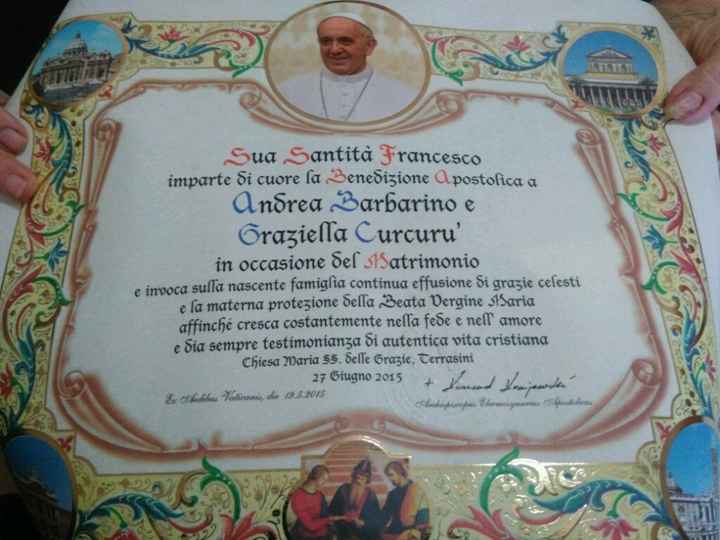 Sua Santità Francesco
imparte di cuore la Benedizione Apostolica a
Andrea Barbarino e
Graziella Curcuru'
in occasione del Matrimonio
e invoca sulla nascente famiglia continua effusione di grazie celesti
e la materna protezione della Beata Vergine Maria
affinché cresca costantemente nella fede e nell' amore
e dia sempre testimonianza di autentica vita cristiana
Chiesa Maria SS. delle Grazie, Terrasini
27 Giugno 2015
Ex Aedibus Vaticanis, die 19.5.2015